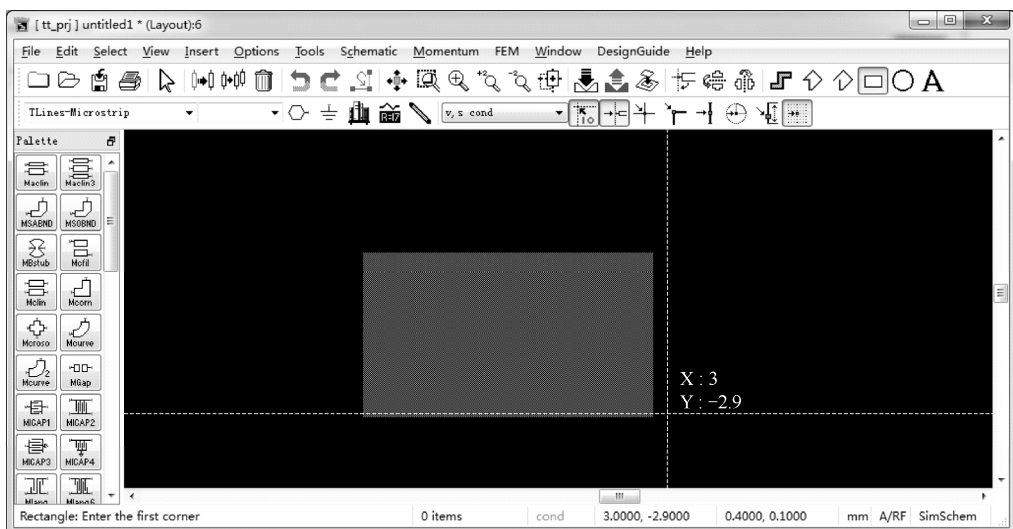 [ tt_prj ] untitled1 * (Layout):6
File Edit Select View Insert Options Tools Schematic Momentum FEM Window DesignGuide Help
TLines-Microstrip v,s cond
Palette
Maclin Maclin3
MSABND MSOBND
MBstub Mcfil
Mclin Mcorn
Mcroso Mcurve
Mcurve MGap
MICAP1 MICAP2
MICAP3 MICAP4
Mlang Mlang6
X : 3
Y : −2.9
Rectangle: Enter the first corner 0 items cond 3.0000, -2.9000 0.4000, 0.1000 mm A/RF SimSchem